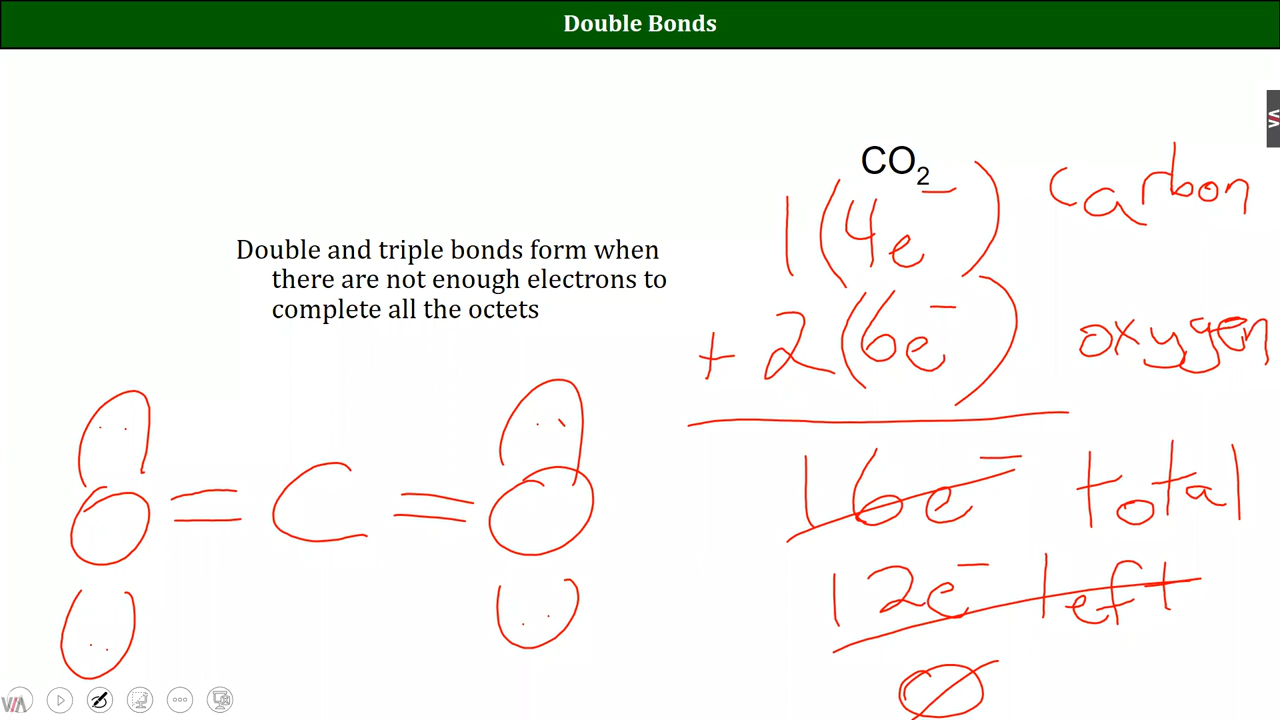 Double Bonds
CO₂
1(4e⁻) carbon
Double and triple bonds form when
there are not enough electrons to
complete all the octets
+ 2(6e⁻) oxygen
O = C = O
16e⁻ total
12e⁻ left
∅